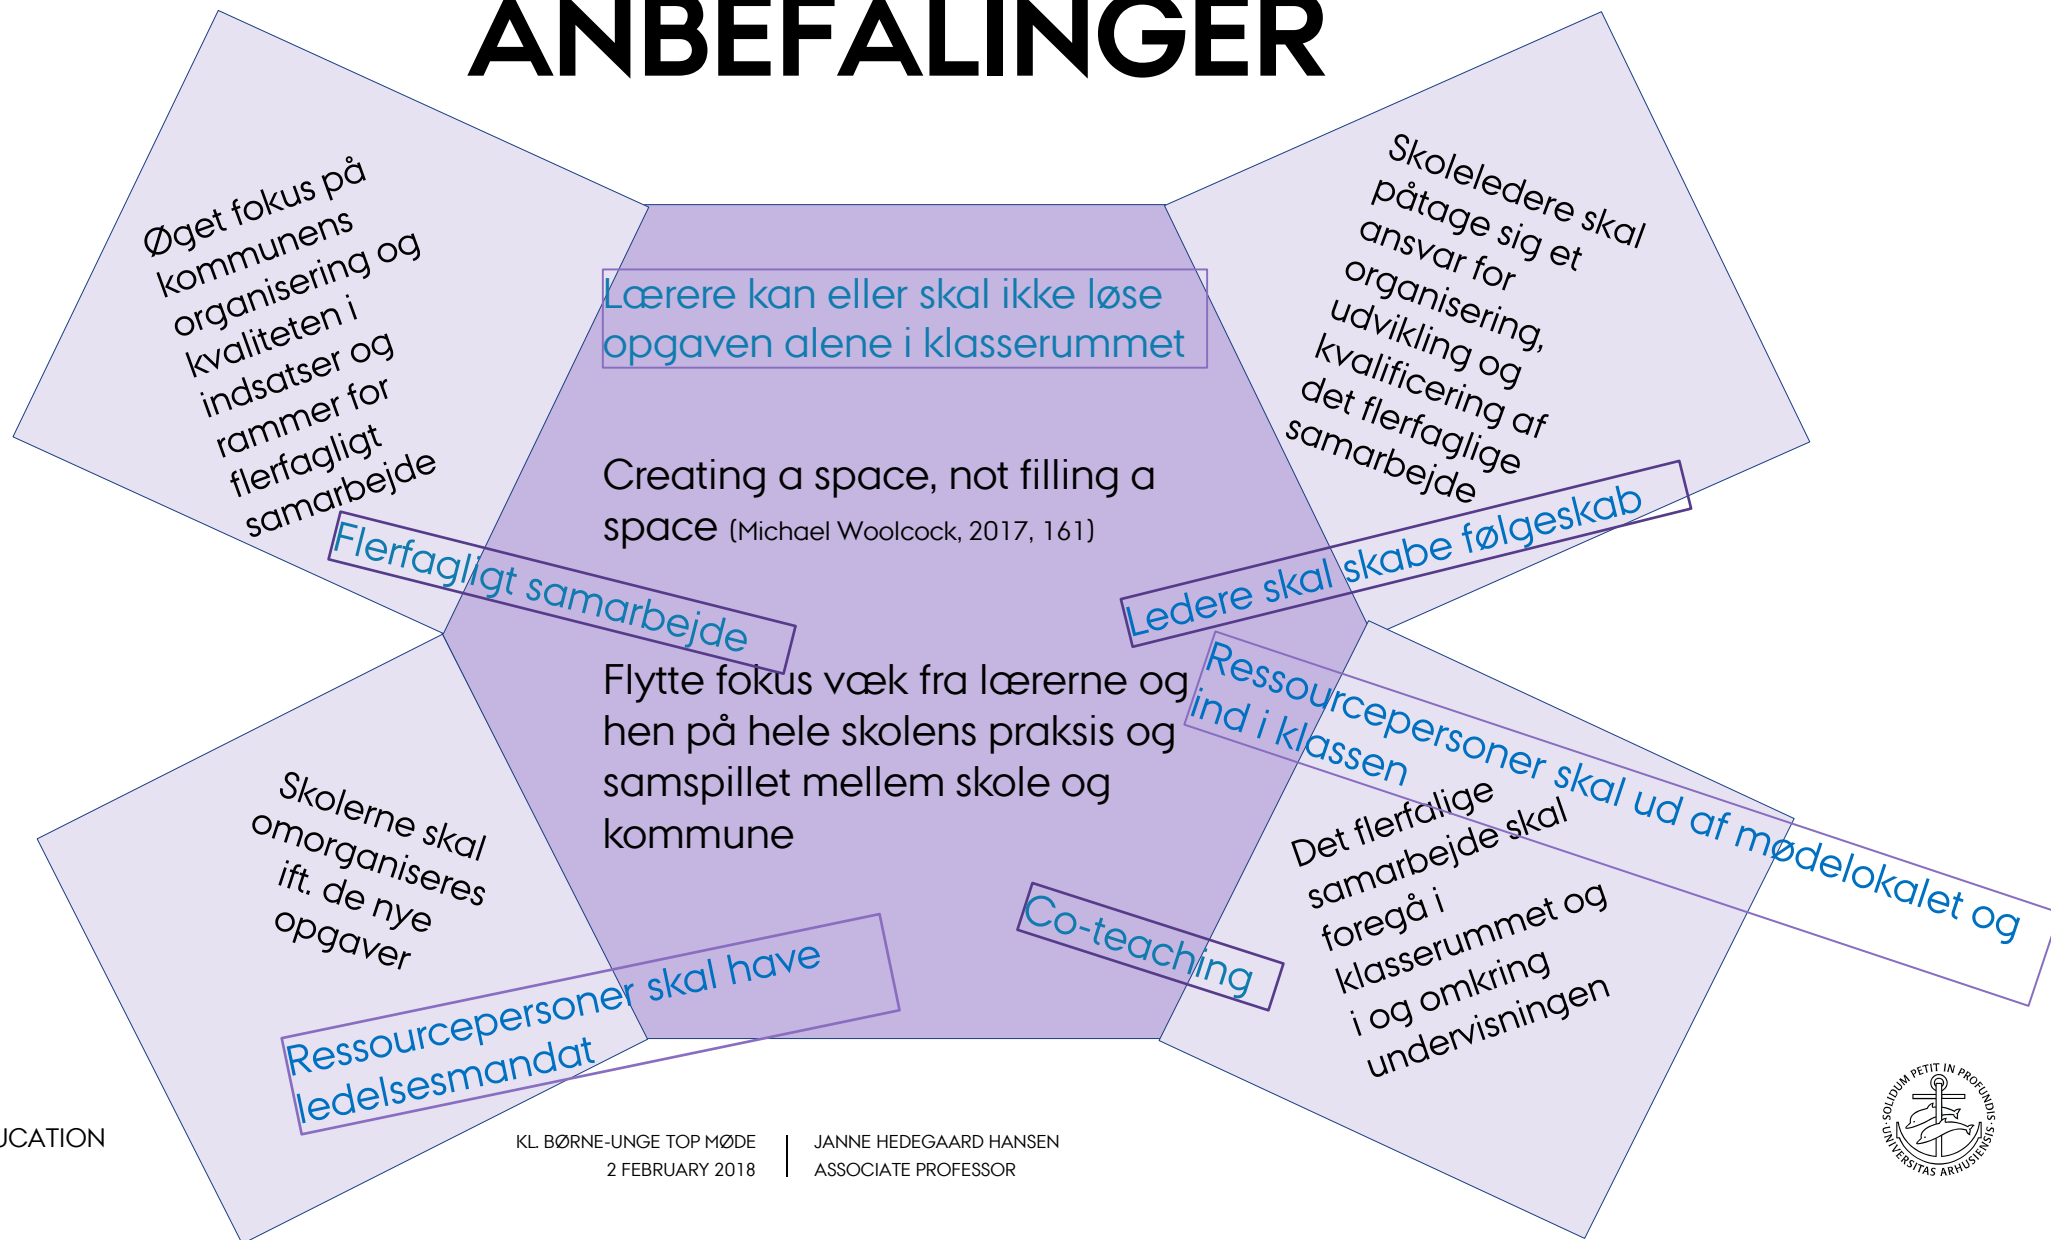 ANBEFALINGER
Øget fokus på
kommunens
organisering og
kvaliteten i
indsatser og
rammer for
flerfagligt
samarbejde
Skoleledere skal
påtage sig et
ansvar for
organisering,
udvikling og
kvalificering af
det flerfaglige
samarbejde
Lærere kan eller skal ikke løse
opgaven alene i klasserummet
Creating a space, not filling a
space (Michael Woolcock, 2017, 161)
Flerfagligt samarbejde
Ledere skal skabe følgeskab
Flytte fokus væk fra lærerne og
hen på hele skolens praksis og
samspillet mellem skole og
kommune
Ressourcepersoner skal ud af mødelokalet og
ind i klassen
Skolerne skal
omorganiseres
ift. de nye
opgaver
Det flerfalige
samarbejde skal
foregå i
klasserummet og
i og omkring
undervisningen
Co-teaching
Ressourcepersoner skal have
ledelsesmandat
UCATION
KL. BØRNE-UNGE TOP MØDE
2 FEBRUARY 2018
JANNE HEDEGAARD HANSEN
ASSOCIATE PROFESSOR
SOLIDUM PETIT IN PROFUNDIS
UNIVERSITAS ARHUSIENSIS